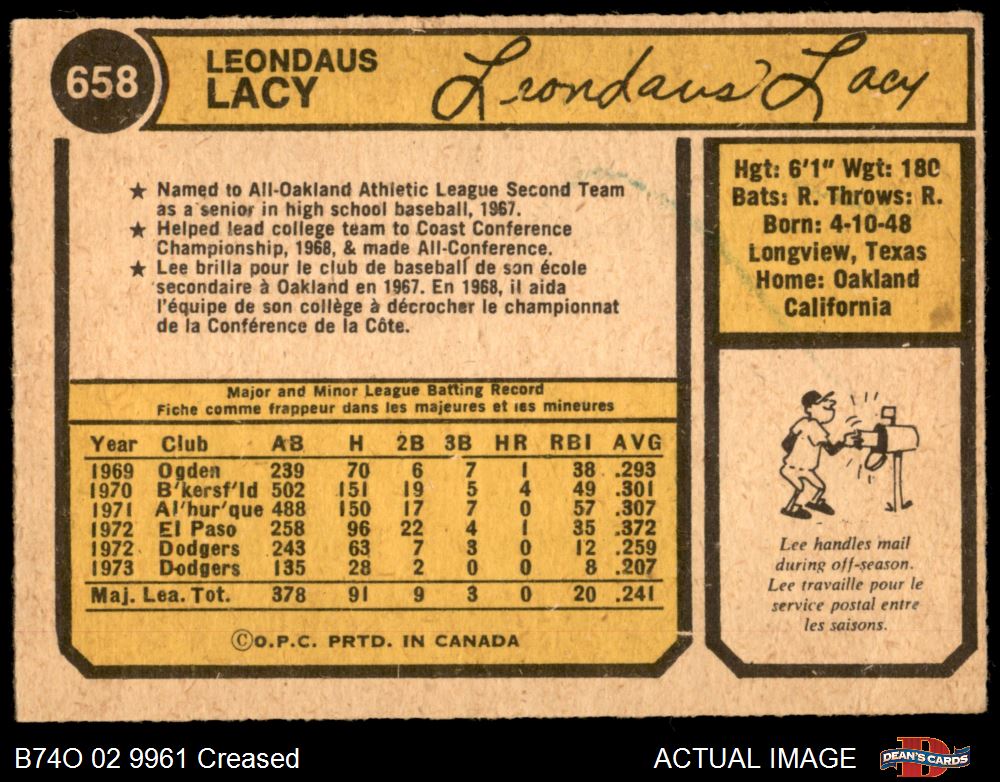 658
LEONDAUS
LACY
Leondaus Lacy
★ Named to All-Oakland Athletic League Second Team
as a senior in high school baseball, 1967.
★ Helped lead college team to Coast Conference
Championship, 1968, & made All-Conference.
★ Lee brilla pour le club de baseball de son école
secondaire à Oakland en 1967. En 1968, il aida
l'équipe de son collège à décrocher le championnat
de la Conférence de la Côte.
Hgt: 6'1" Wgt: 180
Bats: R. Throws: R.
Born: 4-10-48
Longview, Texas
Home: Oakland
California
Major and Minor League Batting Record
Fiche comme frappeur dans les majeures et les mineures
Year Club AB H 2B 3B HR RBI AVG
1969 Ogden 239 70 6 7 1 38 .293
1970 B'kersf'ld 502 151 19 5 4 49 .301
1971 Al'hur'que 488 150 17 7 0 57 .307
1972 El Paso 258 96 22 4 1 35 .372
1972 Dodgers 243 63 7 3 0 12 .259
1973 Dodgers 135 28 2 0 0 8 .207
Maj. Lea. Tot. 378 91 9 3 0 20 .241
©O.P.C. PRTD. IN CANADA
Lee handles mail
during off-season.
Lee travaille pour le
service postal entre
les saisons.
B74O 02 9961 Creased
ACTUAL IMAGE
DEAN'S CARDS